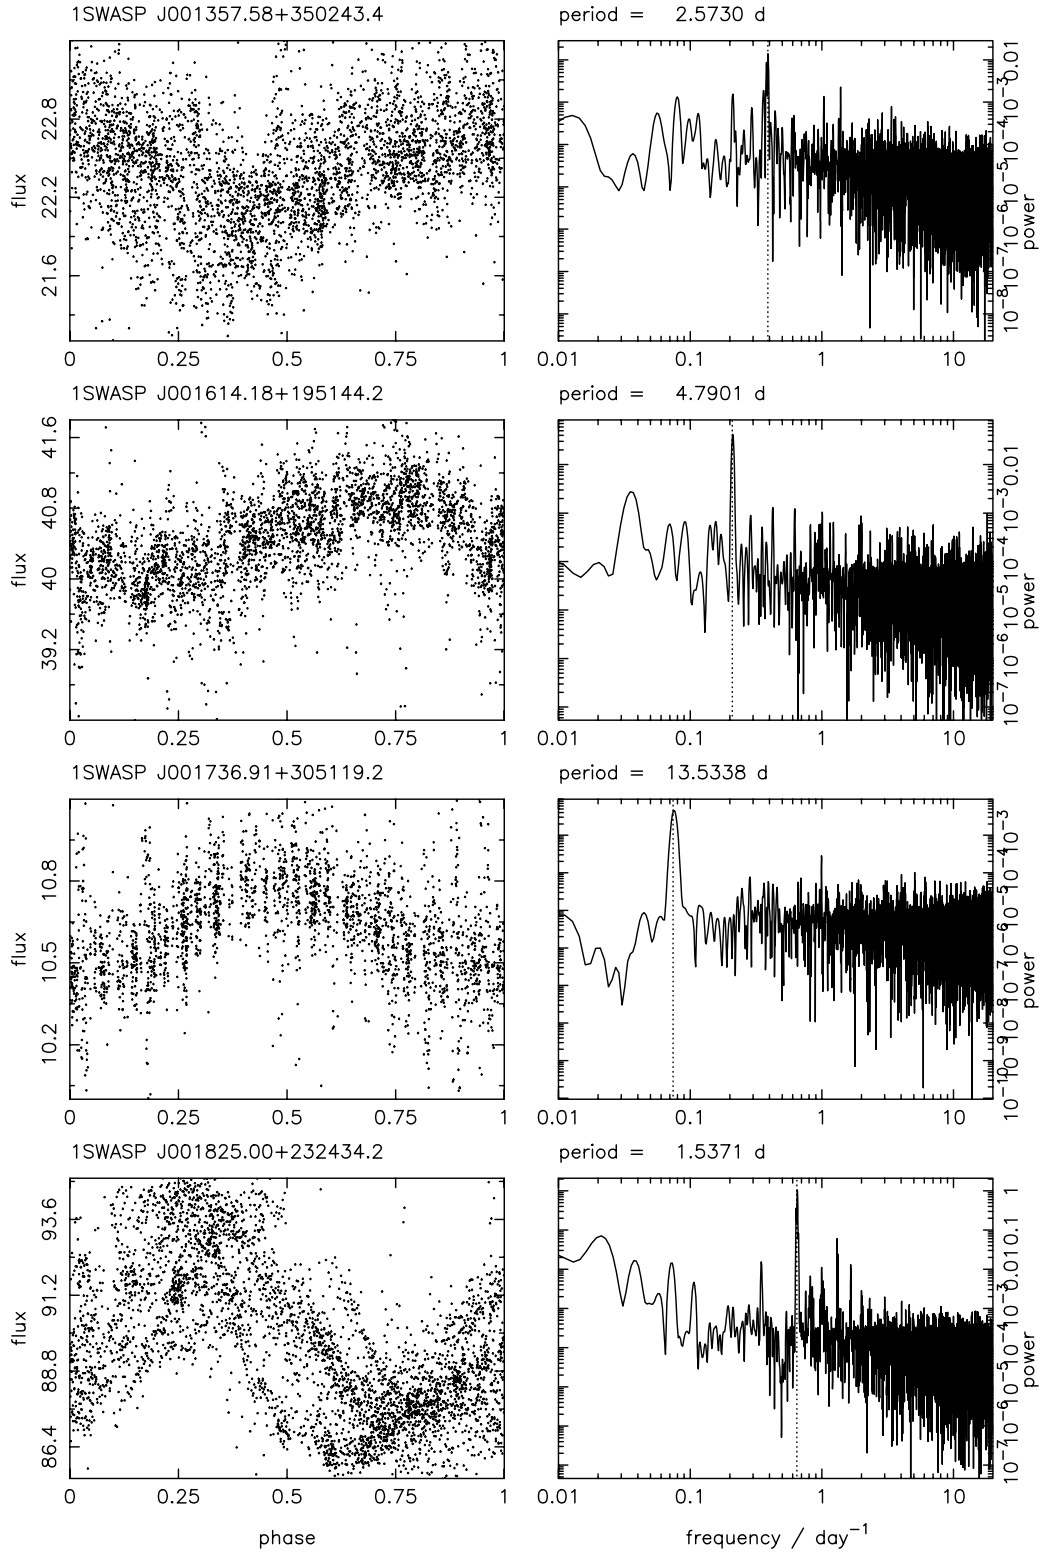 1SWASP J001357.58+350243.4
period = 2.5730 d
flux
22.8
22.2
21.6
0 0.25 0.5 0.75 1
0.01 0.1 1 10
0.01
10⁻³
10⁻⁴
10⁻⁵
10⁻⁶
10⁻⁷
10⁻⁸
power
1SWASP J001614.18+195144.2
period = 4.7901 d
flux
41.6
40.8
40
39.2
0 0.25 0.5 0.75 1
0.01 0.1 1 10
0.01
10⁻³
10⁻⁴
10⁻⁵
10⁻⁶
10⁻⁷
power
1SWASP J001736.91+305119.2
period = 13.5338 d
flux
10.8
10.5
10.2
0 0.25 0.5 0.75 1
0.01 0.1 1 10
10⁻³
10⁻⁴
10⁻⁵
10⁻⁶
10⁻⁷
10⁻⁸
10⁻⁹
10⁻¹⁰
power
1SWASP J001825.00+232434.2
period = 1.5371 d
flux
93.6
91.2
88.8
86.4
0 0.25 0.5 0.75 1
0.01 0.1 1 10
1
0.1
0.01
10⁻³
10⁻⁴
10⁻⁵
10⁻⁶
10⁻⁷
power
phase
frequency / day⁻¹